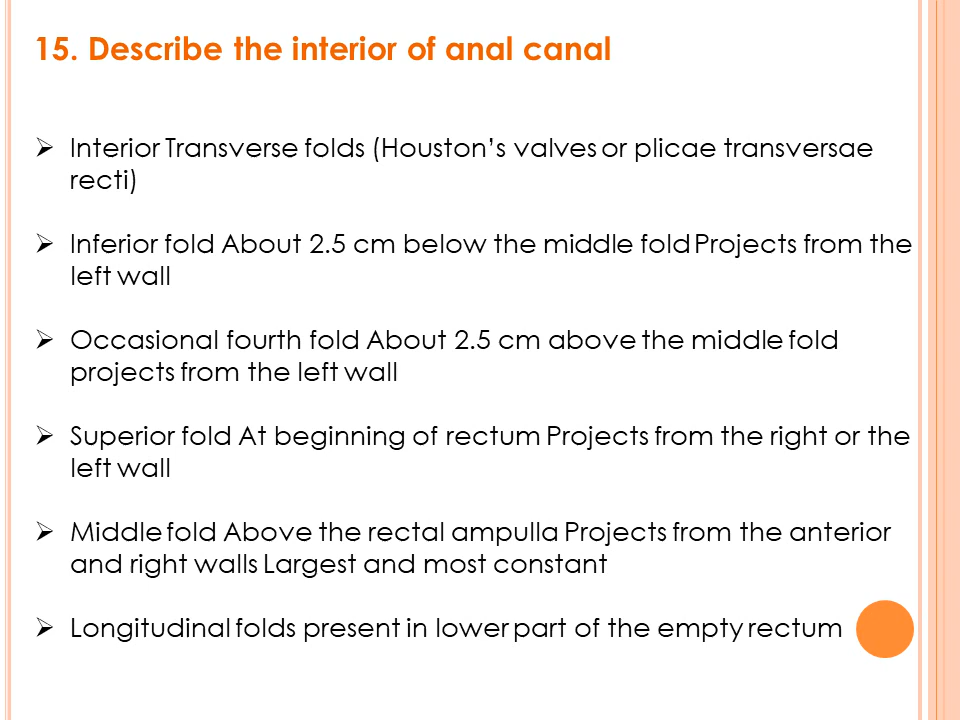 15. Describe the interior of anal canal
➢ Interior Transverse folds (Houston's valves or plicae transversae
recti)
➢ Inferior fold About 2.5 cm below the middle fold Projects from the
left wall
➢ Occasional fourth fold About 2.5 cm above the middle fold
projects from the left wall
➢ Superior fold At beginning of rectum Projects from the right or the
left wall
➢ Middle fold Above the rectal ampulla Projects from the anterior
and right walls Largest and most constant
➢ Longitudinal folds present in lower part of the empty rectum